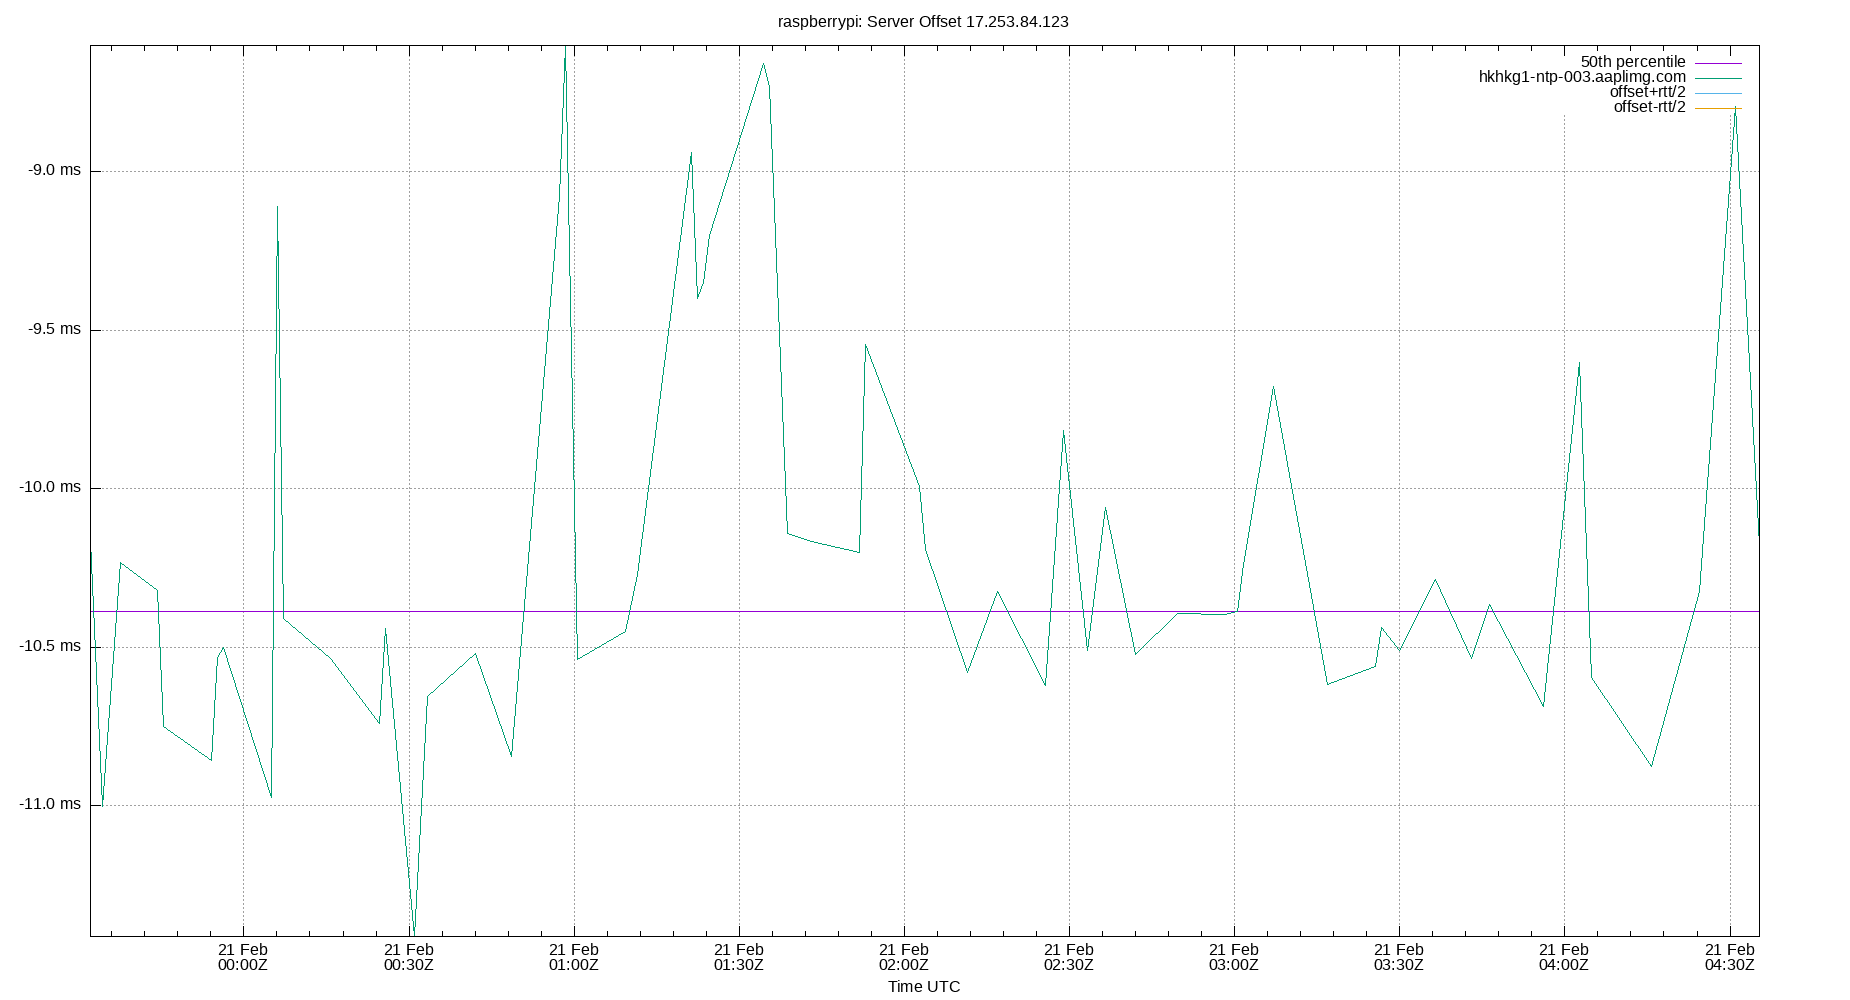 raspberrypi: Server Offset 17.253.84.123
50th percentile
hkhkg1-ntp-003.aaplimg.com
offset+rtt/2
offset-rtt/2
-9.0 ms
-9.5 ms
-10.0 ms
-10.5 ms
-11.0 ms
21 Feb 21 Feb 21 Feb 21 Feb 21 Feb 21 Feb 21 Feb 21 Feb 21 Feb 21 Feb
00:00Z 00:30Z 01:00Z 01:30Z 02:00Z 02:30Z 03:00Z 03:30Z 04:00Z 04:30Z
Time UTC